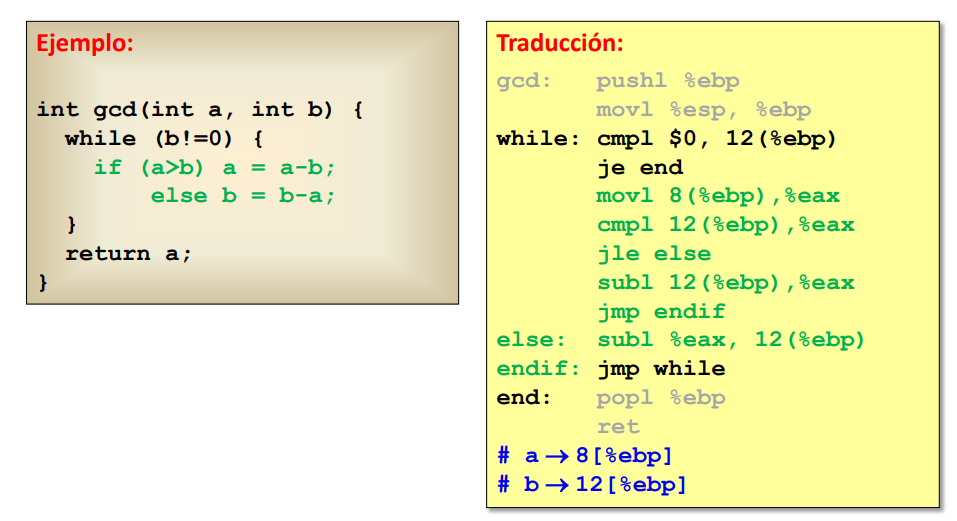 Ejemplo:
int gcd(int a, int b) {
  while (b!=0) {
    if (a>b) a = a-b;
        else b = b-a;
  }
  return a;
}
Traducción:
gcd:   pushl %ebp
       movl %esp, %ebp
while: cmpl $0, 12(%ebp)
       je end
       movl 8(%ebp),%eax
       cmpl 12(%ebp),%eax
       jle else
       subl 12(%ebp),%eax
       jmp endif
else:  subl %eax, 12(%ebp)
endif: jmp while
end:   popl %ebp
       ret
# a → 8[%ebp]
# b → 12[%ebp]